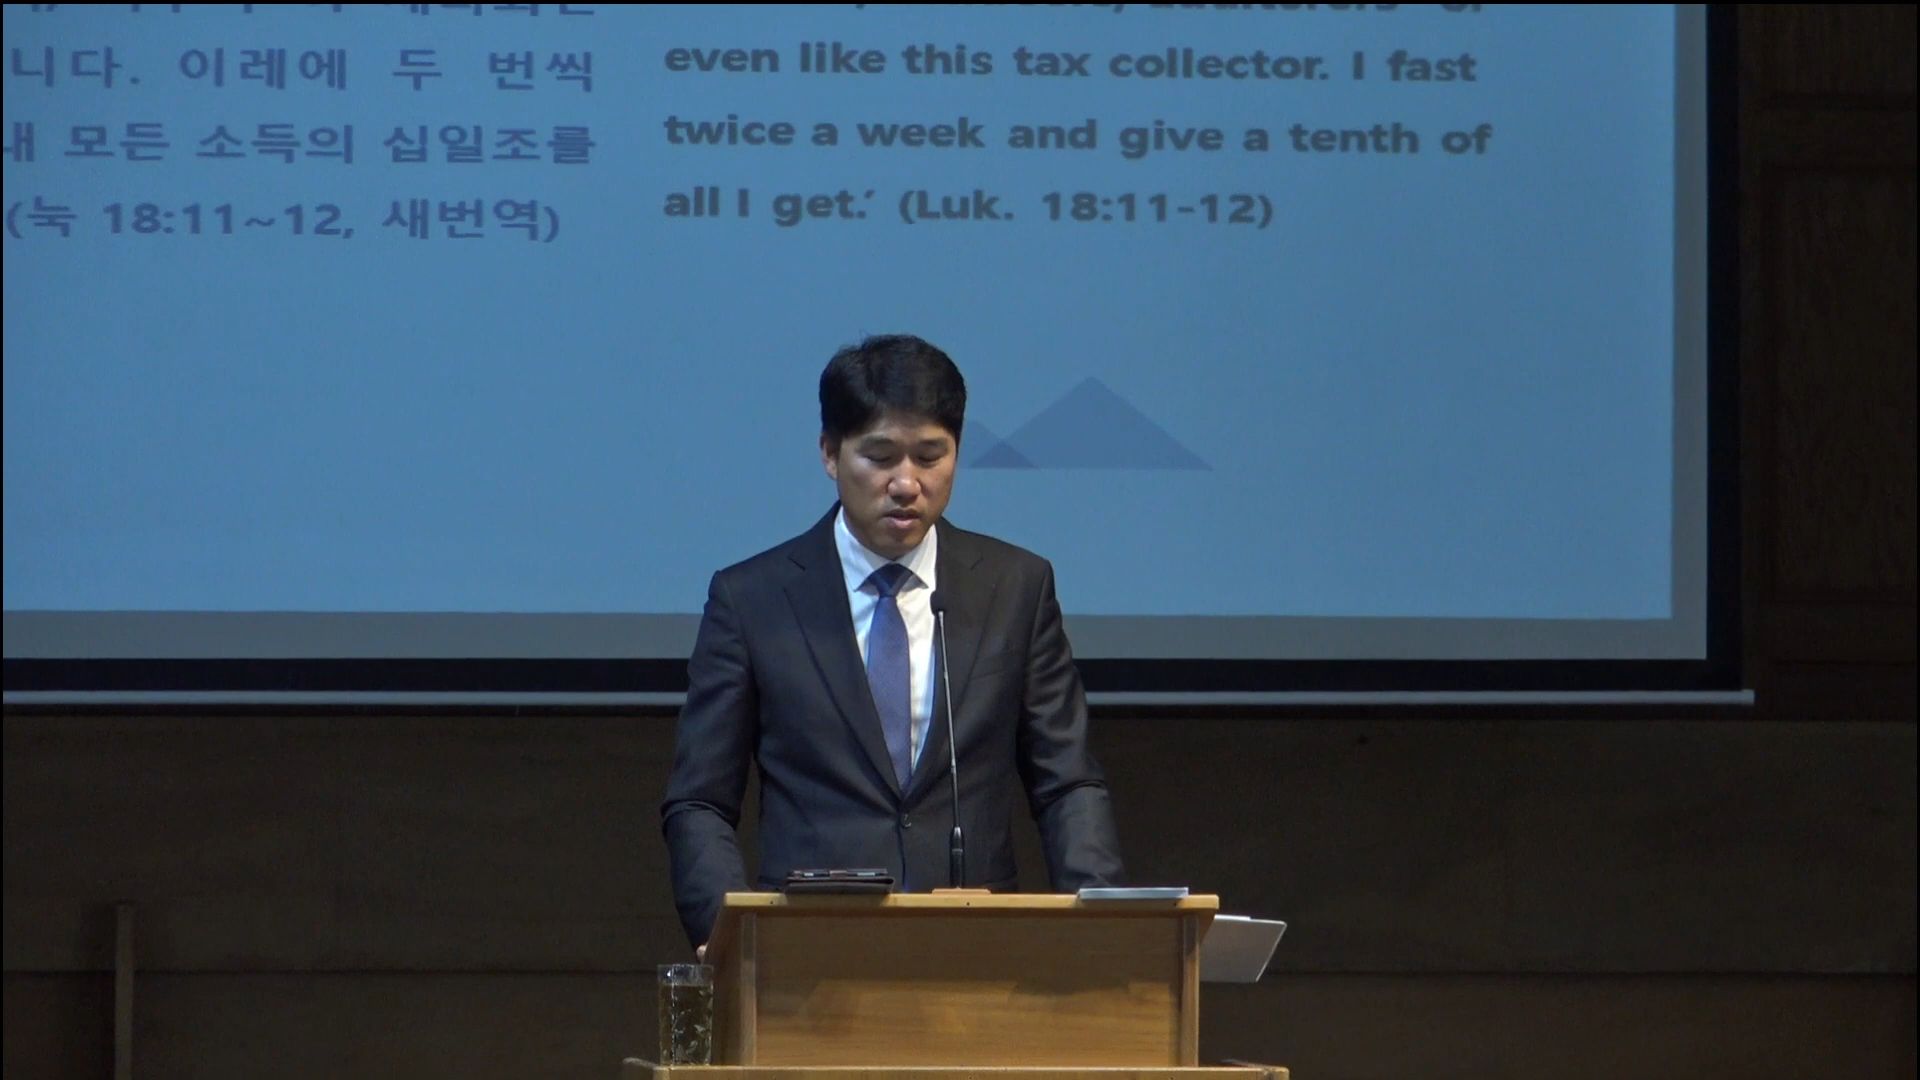 니다. 이레에 두 번씩
내 모든 소득의 십일조를
(눅 18:11~12, 새번역)
even like this tax collector. I fast
twice a week and give a tenth of
all I get.’ (Luk. 18:11-12)